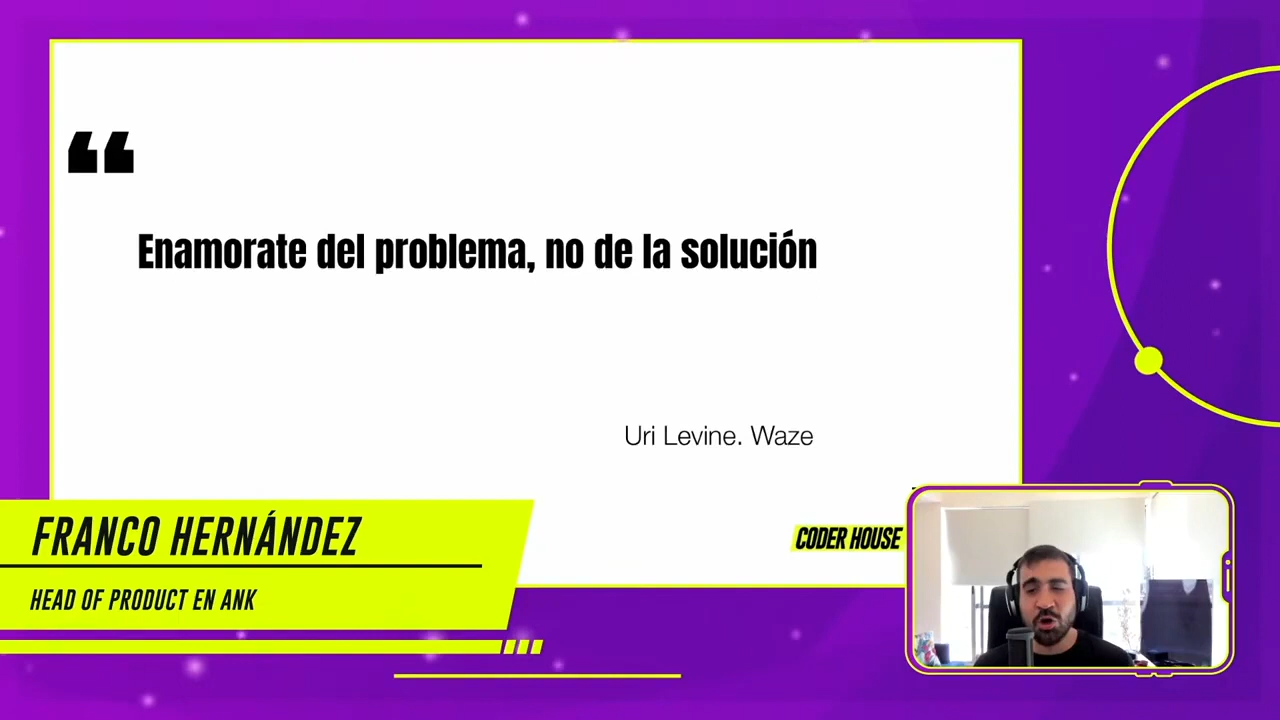 “
Enamorate del problema, no de la solución
Uri Levine. Waze
FRANCO HERNÁNDEZ
HEAD OF PRODUCT EN ANK
CODER HOUSE